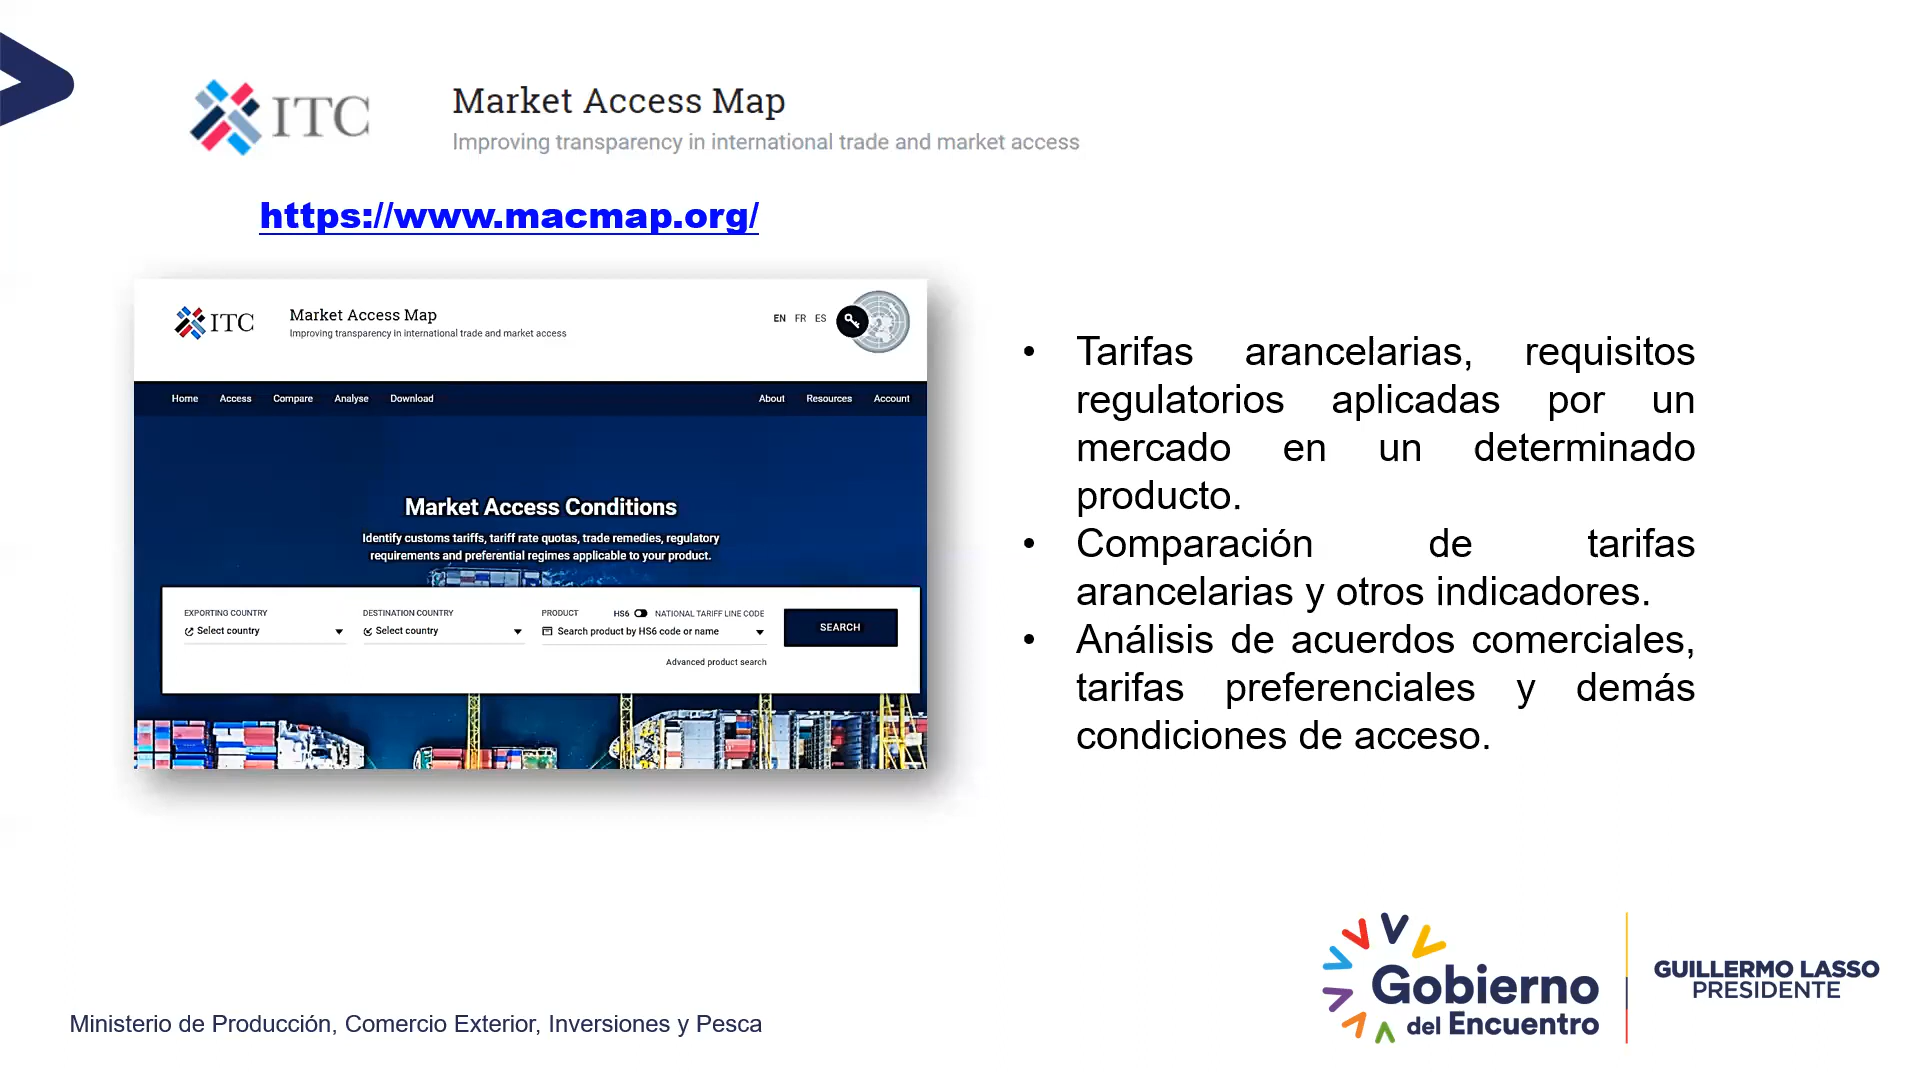 ITC
Market Access Map
Improving transparency in international trade and market access
https://www.macmap.org/
ITC
Market Access Map
Improving transparency in international trade and market access
EN FR ES
Home Access Compare Analyse Download About Resources Account
Market Access Conditions
Identify customs tariffs, tariff rate quotas, trade remedies, regulatory
requirements and preferential regimes applicable to your product.
EXPORTING COUNTRY DESTINATION COUNTRY PRODUCT HS6 NATIONAL TARIFF LINE CODE
Select country Select country Search product by HS6 code or name SEARCH
Advanced product search
• Tarifas arancelarias, requisitos
regulatorios aplicadas por un
mercado en un determinado
producto.
• Comparación de tarifas
arancelarias y otros indicadores.
• Análisis de acuerdos comerciales,
tarifas preferenciales y demás
condiciones de acceso.
Ministerio de Producción, Comercio Exterior, Inversiones y Pesca
Gobierno
del Encuentro
GUILLERMO LASSO
PRESIDENTE